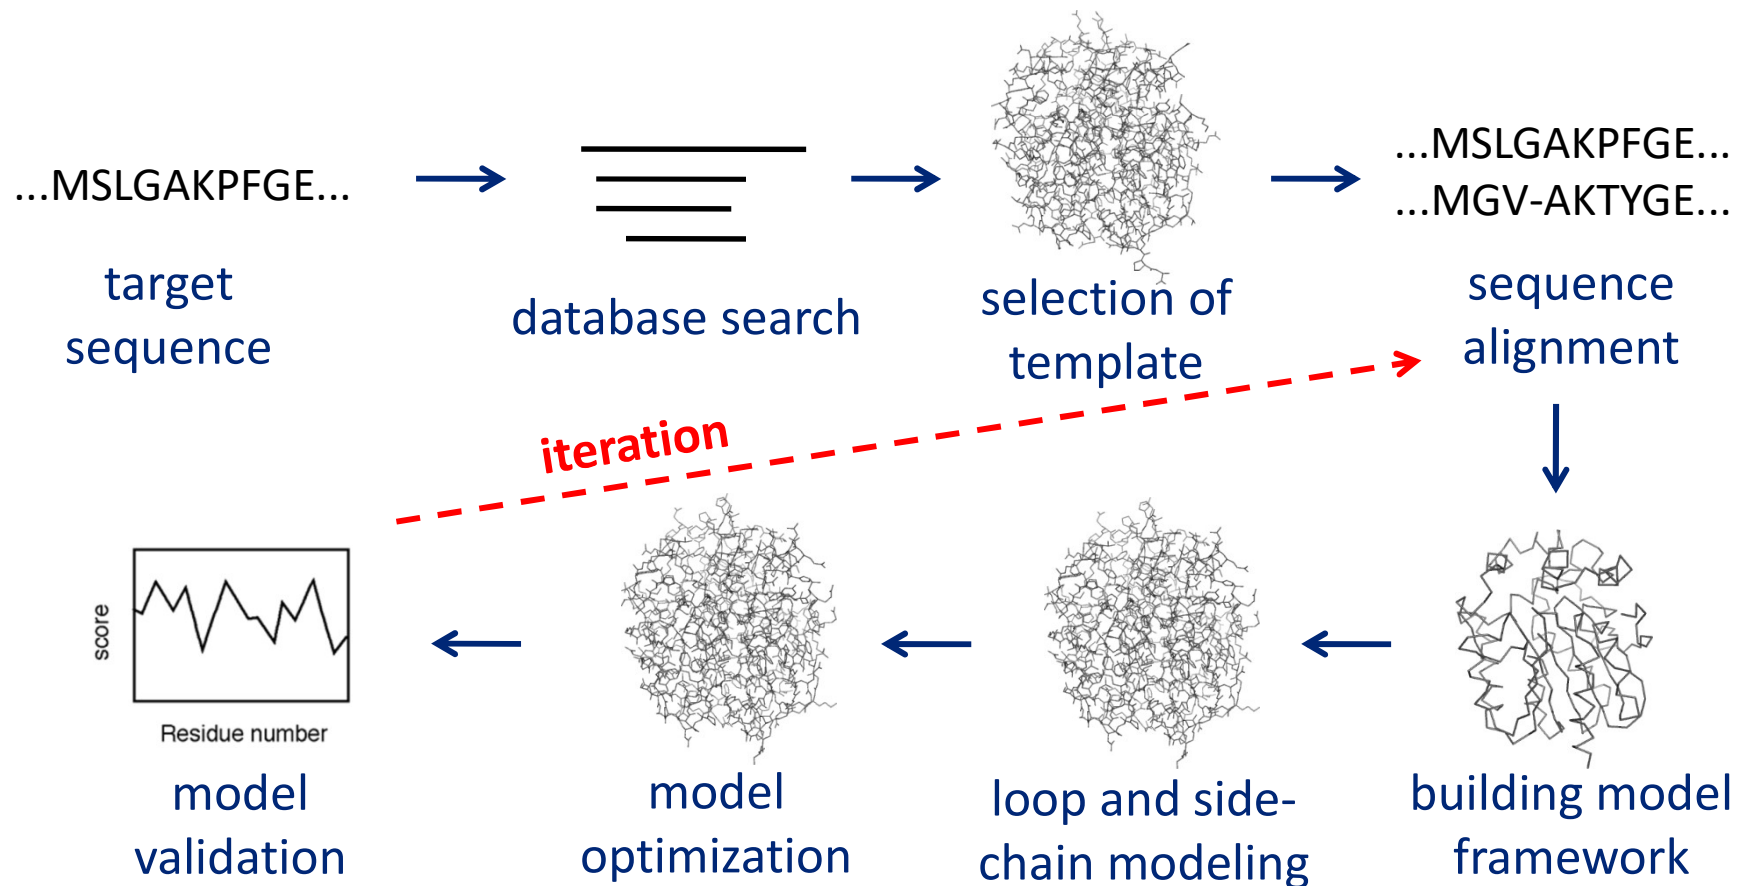 ...MSLGAKPFGE...
target
sequence
database search
selection of
template
...MSLGAKPFGE...
...MGV-AKTYGE...
sequence
alignment
iteration
score
Residue number
model
validation
model
optimization
loop and side-
chain modeling
building model
framework